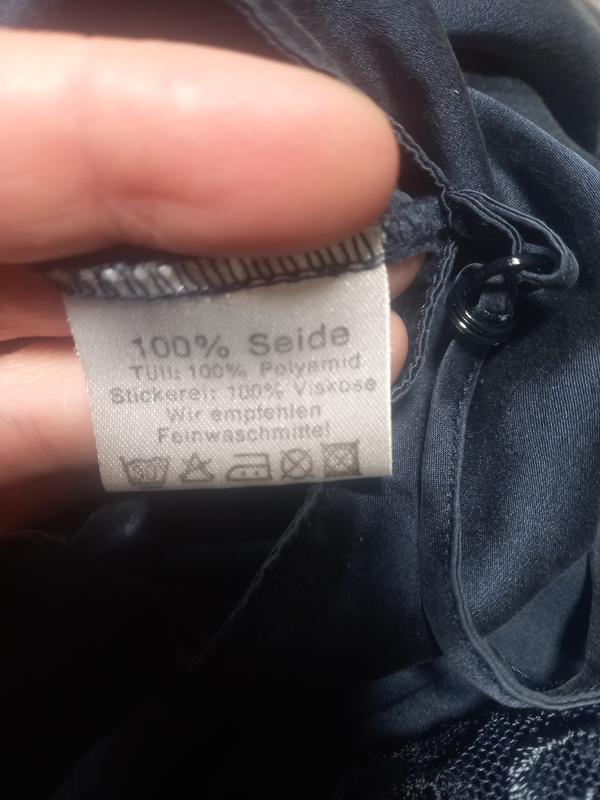 100% Seide
Tüll: 100% Polyamid
Stickerei: 100% Viskose
Wir empfehlen
Feinwaschmittel